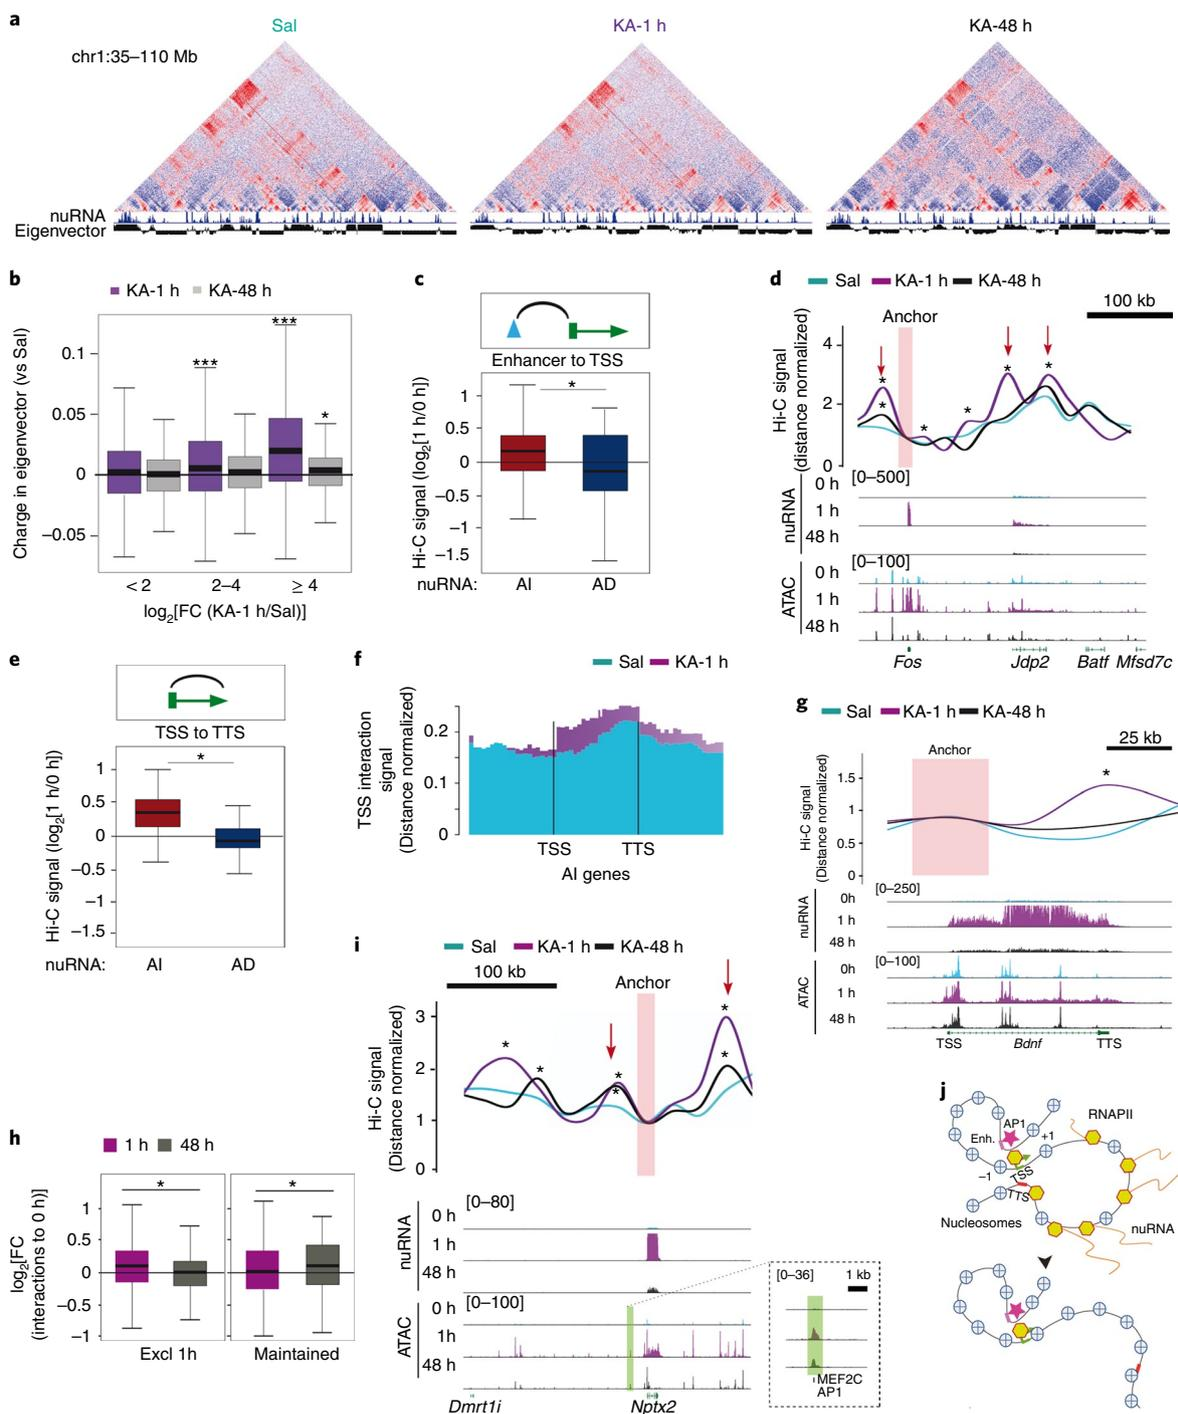 a
Sal
KA-1 h
KA-48 h
chr1:35–110 Mb
nuRNA
Eigenvector
b
KA-1 h
KA-48 h
Charge in eigenvector (vs Sal)
0.1
0.05
0
–0.05
***
***
*
< 2
2–4
≥ 4
log2[FC (KA-1 h/Sal)]
c
Enhancer to TSS
Hi-C signal (log2[1 h/0 h])
1
0.5
0
–0.5
–1
–1.5
*
nuRNA:
AI
AD
d
Sal
KA-1 h
KA-48 h
100 kb
Anchor
Hi-C signal
(distance normalized)
4
2
0
*
*
*
*
*
*
nuRNA
0 h
[0–500]
1 h
48 h
ATAC
[0–100]
0 h
1 h
48 h
Fos
Jdp2
Batf
Mfsd7c
e
TSS to TTS
Hi-C signal (log2[1 h/0 h])
1
0.5
0
–0.5
–1
–1.5
*
nuRNA:
AI
AD
f
Sal
KA-1 h
TSS interaction
signal
(Distance normalized)
0.2
0.1
0
TSS
TTS
AI genes
g
Sal
KA-1 h
KA-48 h
25 kb
Anchor
Hi-C signal
(Distance normalized)
1.5
1
0.5
0
*
nuRNA
[0–250]
0h
1 h
48 h
ATAC
[0–100]
0h
1 h
48 h
TSS
Bdnf
TTS
h
1 h
48 h
log2[FC
(interactions to 0 h)]
1
0
–0.5
–1
*
*
Excl 1h
Maintained
i
Sal
KA-1 h
KA-48 h
100 kb
Anchor
Hi-C signal
(Distance normalized)
3
2
1
0
*
*
*
*
*
*
nuRNA
[0–80]
0 h
1 h
48 h
ATAC
[0–100]
0 h
1h
48 h
Dmrt1i
Nptx2
[0–36]
1 kb
MEF2C
AP1
j
AP1
RNAPII
Enh.
+1
–1
TSS
TTS
Nucleosomes
nuRNA